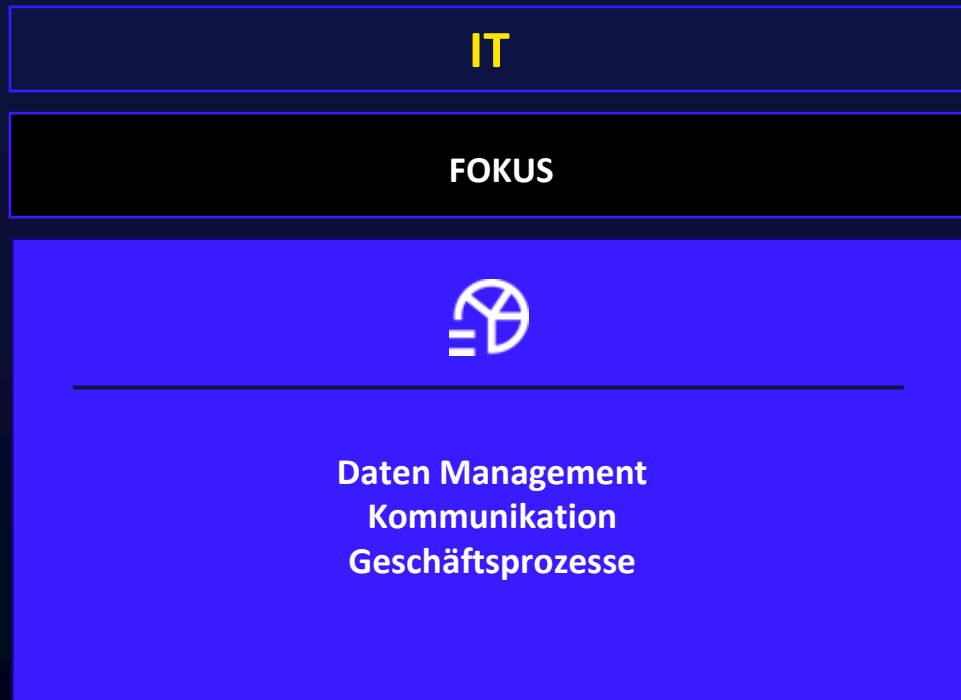 IT
FOKUS
Daten Management
Kommunikation
Geschäftsprozesse